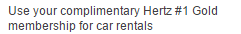 Use your complimentary Hertz #1 Gold
membership for car rentals